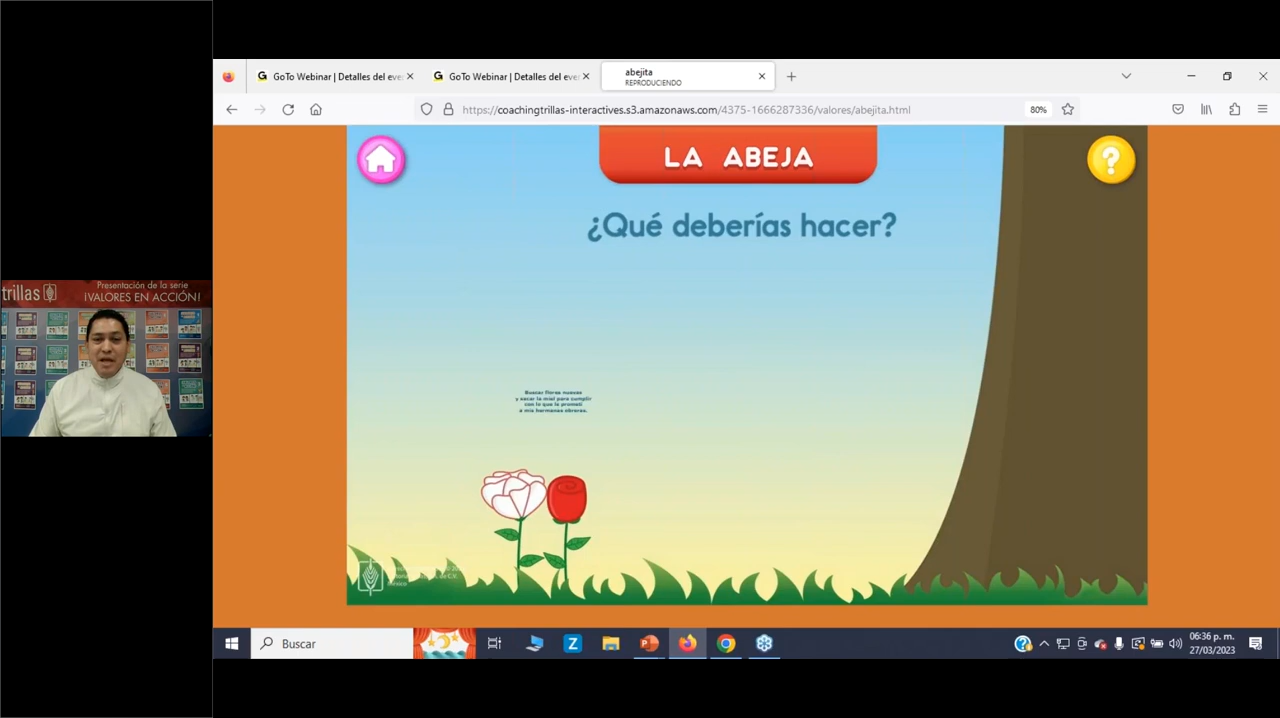 GoTo Webinar | Detalles del eve
GoTo Webinar | Detalles del eve
abejita
REPRODUCIENDO
https://coachingtrillas-interactives.s3.amazonaws.com/4375-1666287336/valores/abejita.html
80%
LA ABEJA
¿Qué deberías hacer?
Buscar flores nuevas
y sacar la miel para cumplir
con lo que le prometí
a mis hermanas obreras.
trillas
Presentación de la serie
¡VALORES EN ACCIÓN!
Buscar
06:36 p. m.
27/03/2023